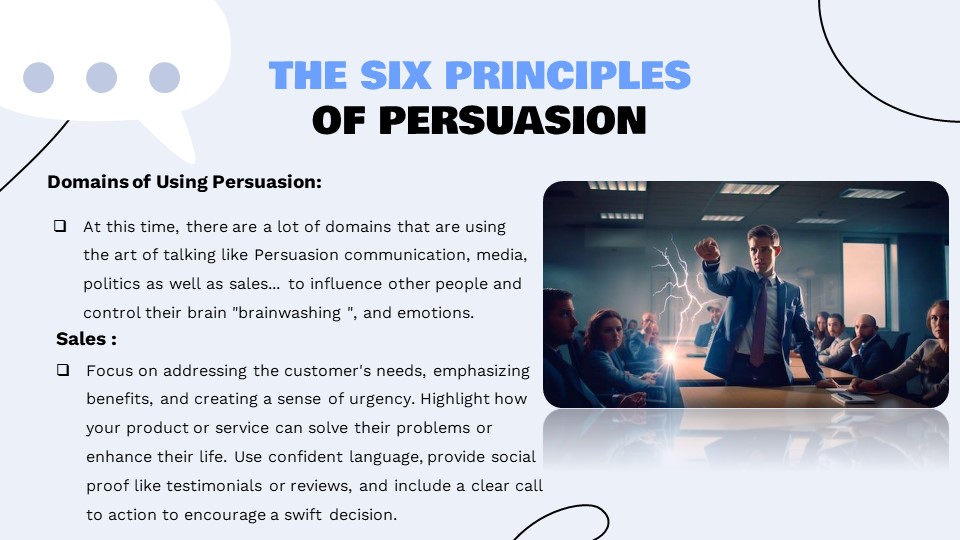 THE SIX PRINCIPLES
OF PERSUASION
Domains of Using Persuasion:
❑ At this time, there are a lot of domains that are using
the art of talking like Persuasion communication, media,
politics as well as sales... to influence other people and
control their brain "brainwashing ", and emotions.
Sales :
❑ Focus on addressing the customer's needs, emphasizing
benefits, and creating a sense of urgency. Highlight how
your product or service can solve their problems or
enhance their life. Use confident language, provide social
proof like testimonials or reviews, and include a clear call
to action to encourage a swift decision.